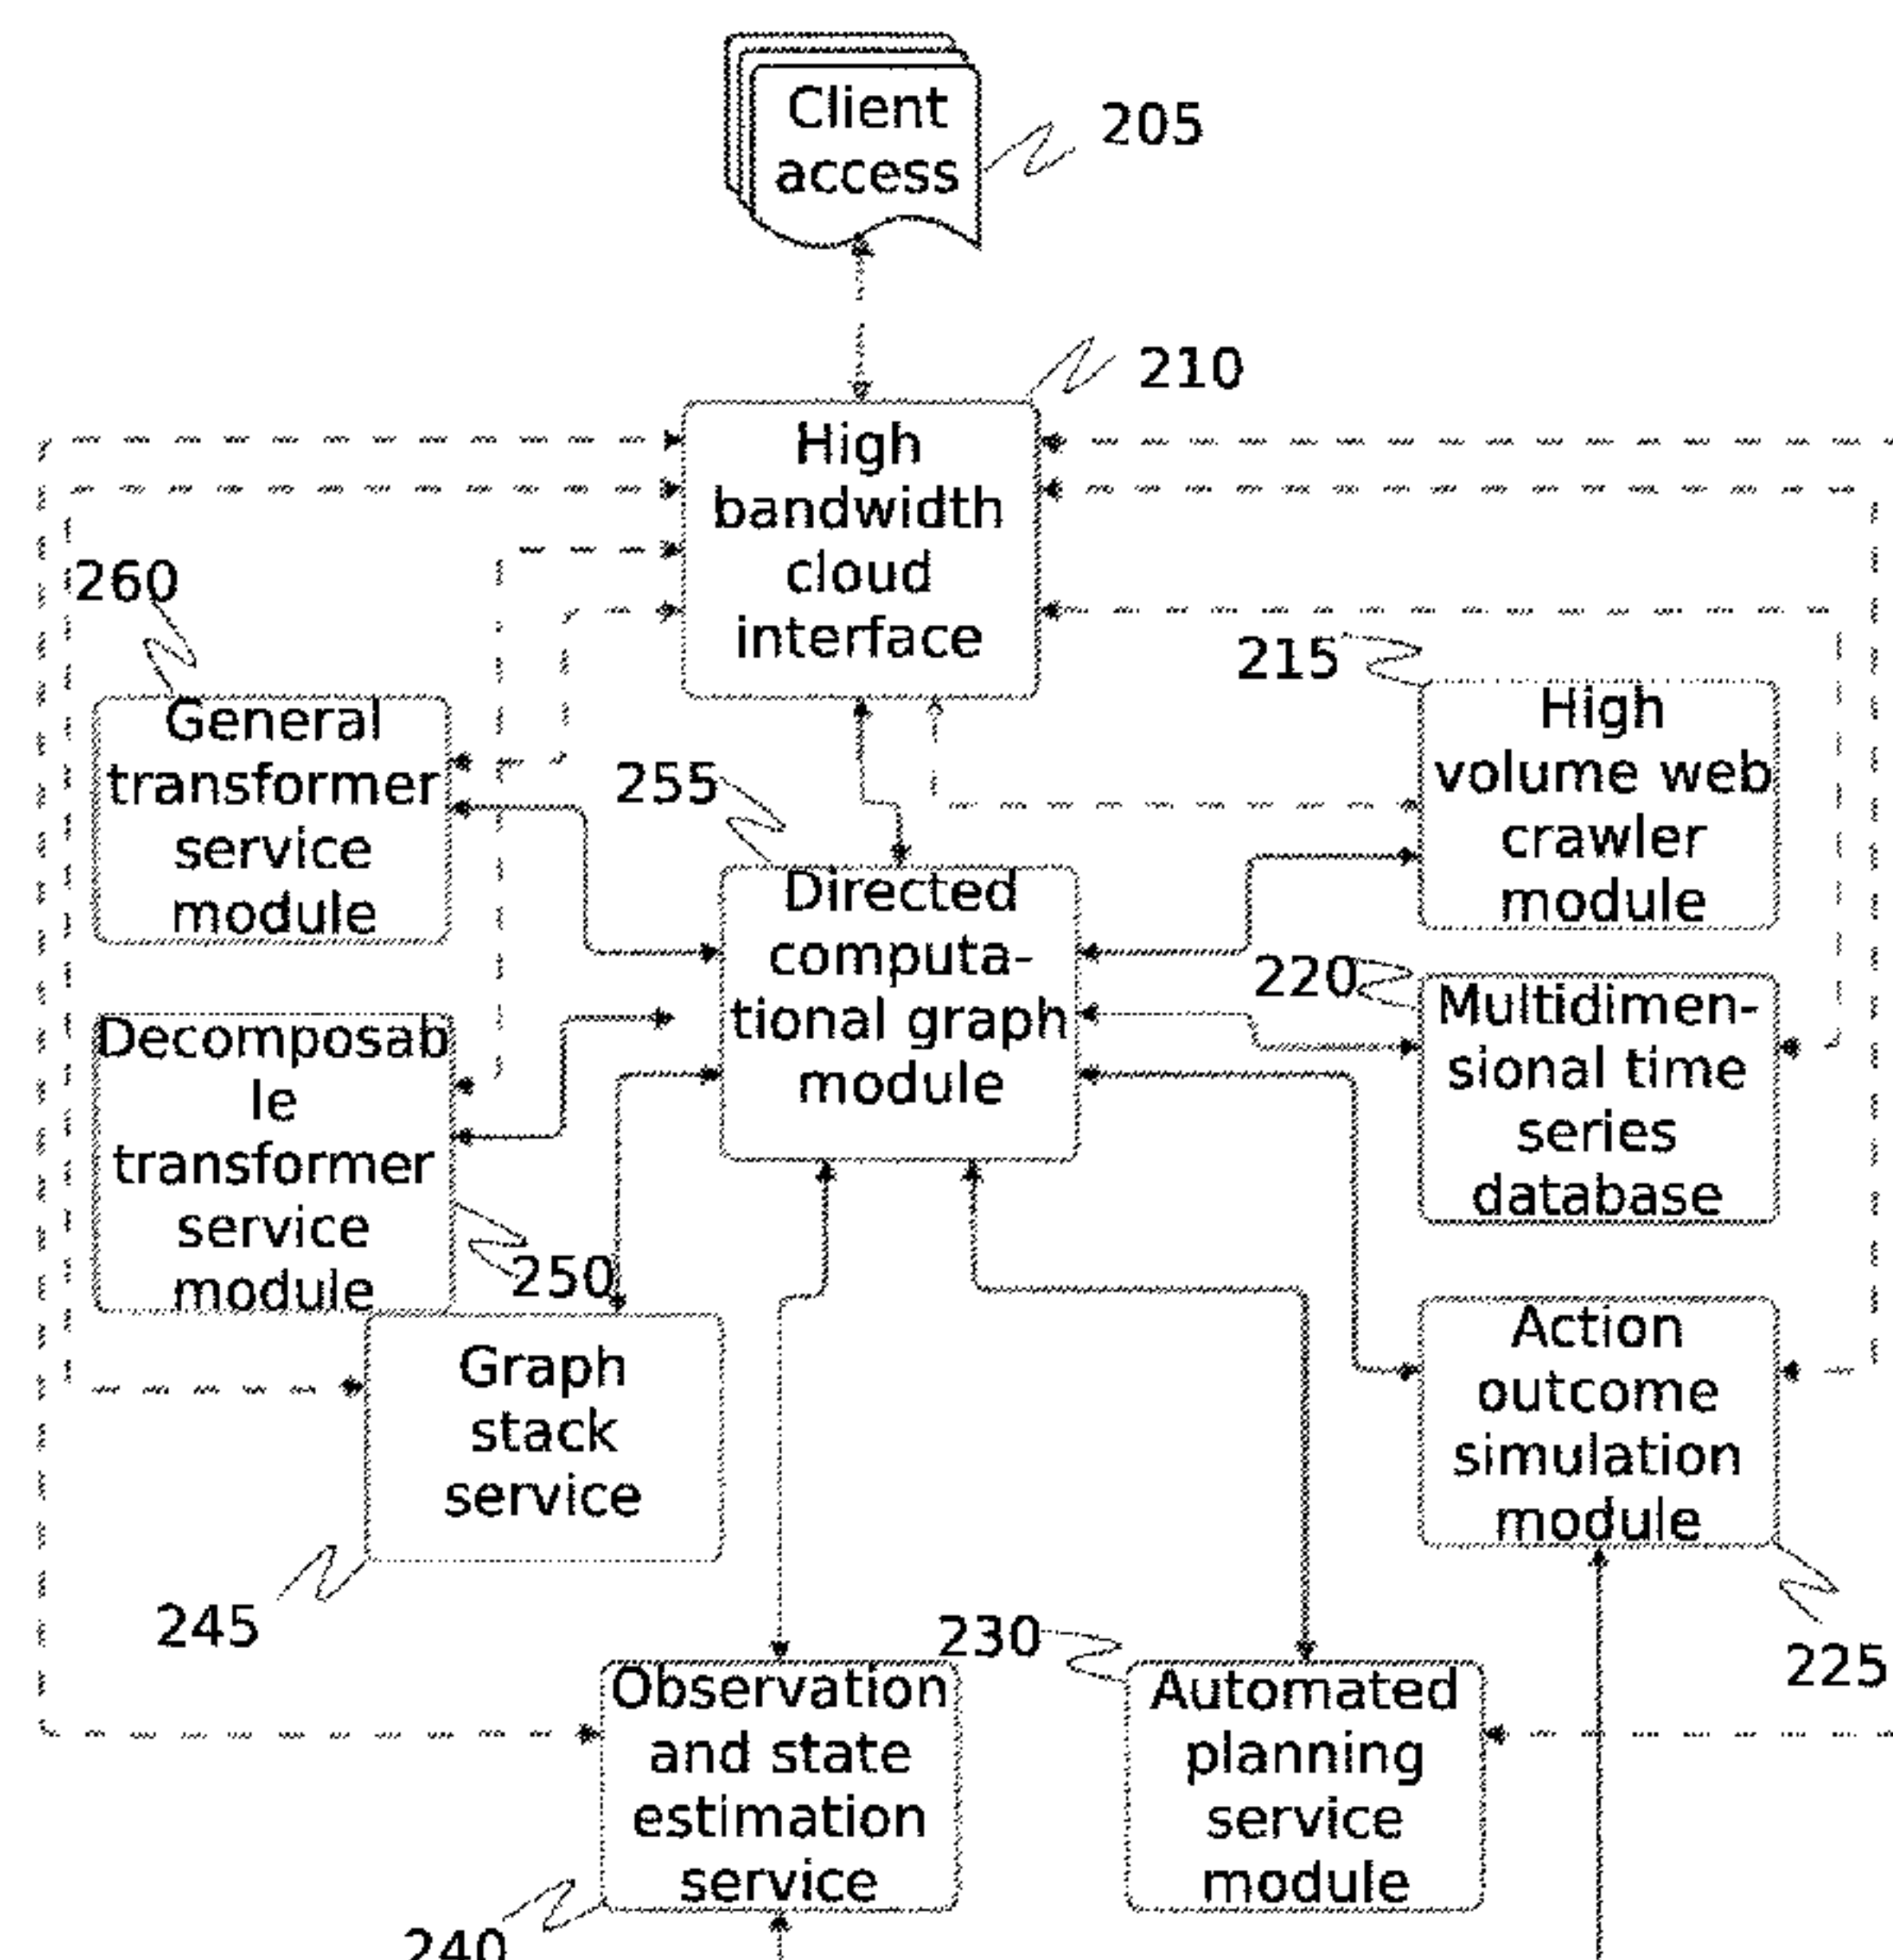 Client
access
205
210
High
bandwidth
cloud
interface
260
215
General
transformer
service
module
255
High
volume web
crawler
module
Directed
computa-
tional graph
module
220
Multidimen-
sional time
series
database
Decomposab
le
transformer
service
module
250
Graph
stack
service
245
Action
outcome
simulation
module
225
230
Observation
and state
estimation
service
Automated
planning
service
module
240